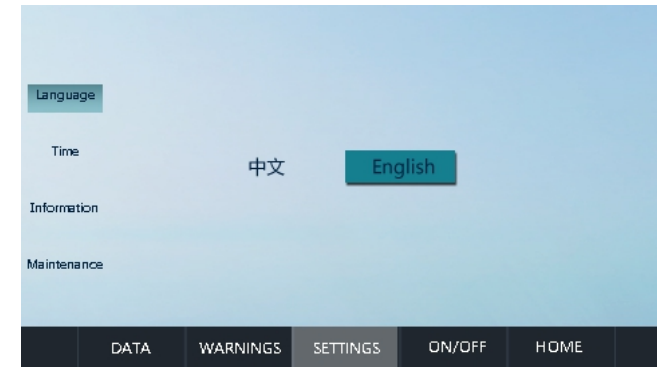 Language
Time
中文 English
Information
Maintenance
DATA WARNINGS SETTINGS ON/OFF HOME